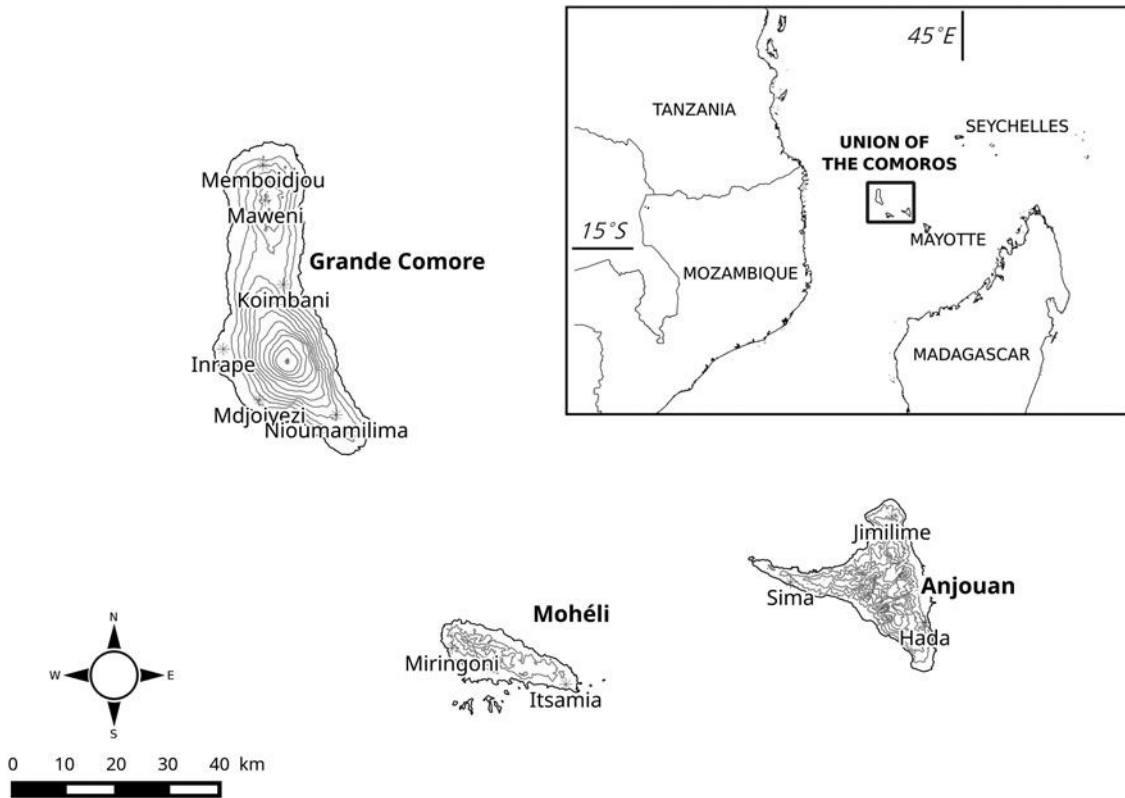 45°E
TANZANIA
SEYCHELLES
UNION OF
THE COMOROS
15°S
MAYOTTE
MOZAMBIQUE
MADAGASCAR
Memboidjou
Maweni
Grande Comore
Koimbani
Inrape
Mdjoiyezi
Nioumamilima
Jimilime
Anjouan
Sima
Hada
Mohéli
Miringoni
Itsamia
N
W
E
S
0 10 20 30 40 km